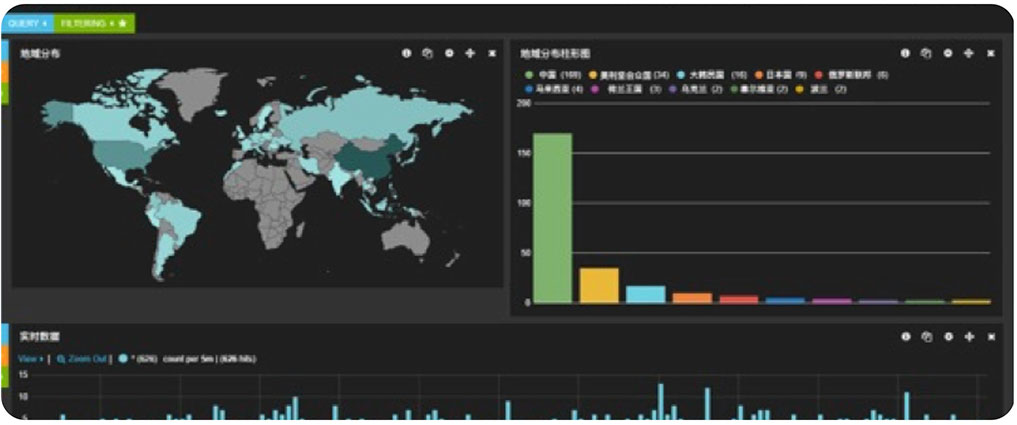 QUERY FILTERING
地域分布
地域分布柱形图
中国 (169) 美利坚合众国 (34) 大韩民国 (16) 日本国 (9) 俄罗斯联邦 (6)
马来西亚 (4) 荷兰王国 (3) 乌克兰 (2) 塞尔维亚 (2) 波兰 (2)
200
150
100
50
0
实时数据
View | Zoom Out | * (626) count per 5m | (626 hits)
15
10
5